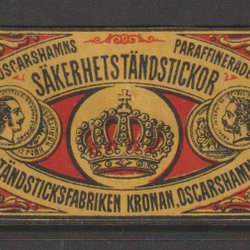 OSCARSHAMNS PARAFFINERADE
SÄKERHETSTÄNDSTICKOR
TÄNDSTICKSFABRIKEN KRONAN, OSCARSHAMN